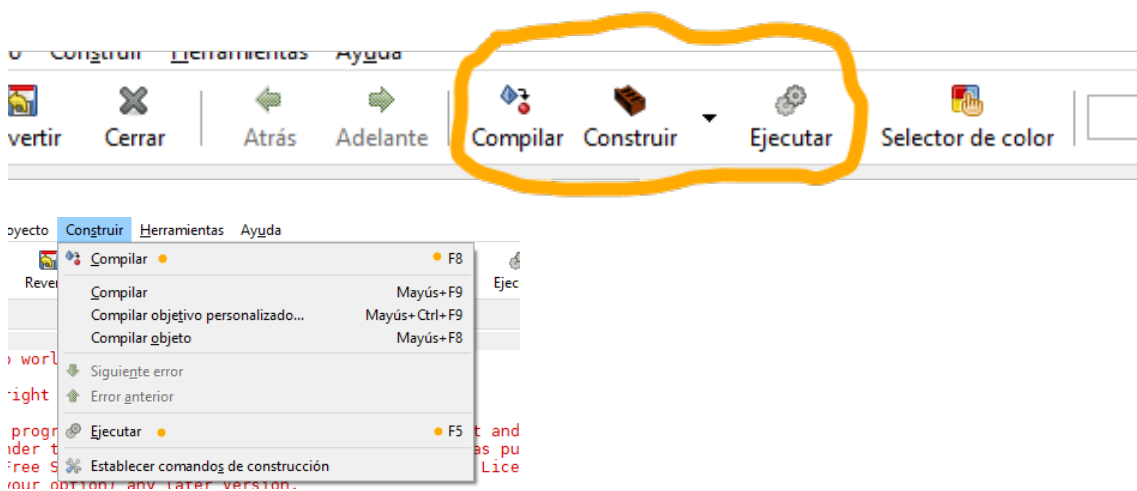 Construir Herramientas Ayuda
vertir Cerrar Atrás Adelante Compilar Construir Ejecutar Selector de color
oyecto Construir Herramientas Ayuda
Compilar F8
Rever Ejec
Compilar Mayús+F9
Compilar objetivo personalizado... Mayús+Ctrl+F9
Compilar objeto Mayús+F8
o worl
Siguiente error
right
Error anterior
progr Ejecutar F5 t and
nder t as pu
Free S Establecer comandos de construcción Lice
your option) any later version.